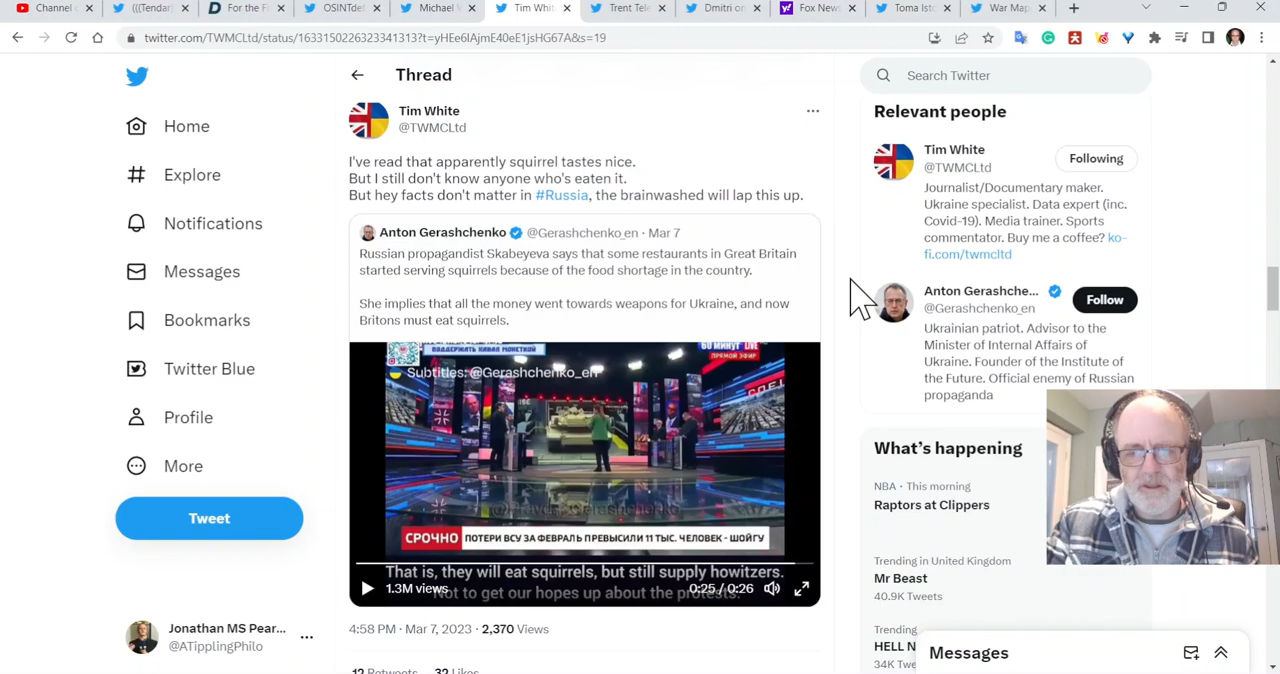 Channel c
(((Tendar)
For the Fi
OSINTdef
Michael
Tim White
Trent Tele
Dmitri on
Fox News
Toma Isto
War Map
twitter.com/TWMCLtd/status/1633150226323341313?t=yHEe6IAjmE40eE1jsHG67A&s=19
Home
Explore
Notifications
Messages
Bookmarks
Twitter Blue
Profile
More
Tweet
Jonathan MS Pear...
@ATipplingPhilo
Thread
Tim White
@TWMCLtd
I've read that apparently squirrel tastes nice.
But I still don't know anyone who's eaten it.
But hey facts don't matter in #Russia, the brainwashed will lap this up.
Anton Gerashchenko @Gerashchenko_en · Mar 7
Russian propagandist Skabeyeva says that some restaurants in Great Britain
started serving squirrels because of the food shortage in the country.
She implies that all the money went towards weapons for Ukraine, and now
Britons must eat squirrels.
60 МИНУТ LIVE
ПРЯМОЙ ЭФИР
Subtitles: @Gerashchenko_en
СРОЧНО ПОТЕРИ ВСУ ЗА ФЕВРАЛЬ ПРЕВЫСИЛИ 11 ТЫС. ЧЕЛОВЕК - ШОЙГУ
That is, they will eat squirrels, but still supply howitzers.
Not to get our hopes up about the protests.
1.3M views
0:25 / 0:26
4:58 PM · Mar 7, 2023 · 2,370 Views
12 Retweets 32 Likes
Search Twitter
Relevant people
Tim White
@TWMCLtd
Following
Journalist/Documentary maker.
Ukraine specialist. Data expert (inc.
Covid-19). Media trainer. Sports
commentator. Buy me a coffee? ko-
fi.com/twmcltd
Anton Gerashche...
@Gerashchenko_en
Follow
Ukrainian patriot. Advisor to the
Minister of Internal Affairs of
Ukraine. Founder of the Institute of
the Future. Official enemy of Russian
propaganda
What's happening
NBA · This morning
Raptors at Clippers
Trending in United Kingdom
Mr Beast
40.9K Tweets
Trending
HELL N
34K Twe
Messages